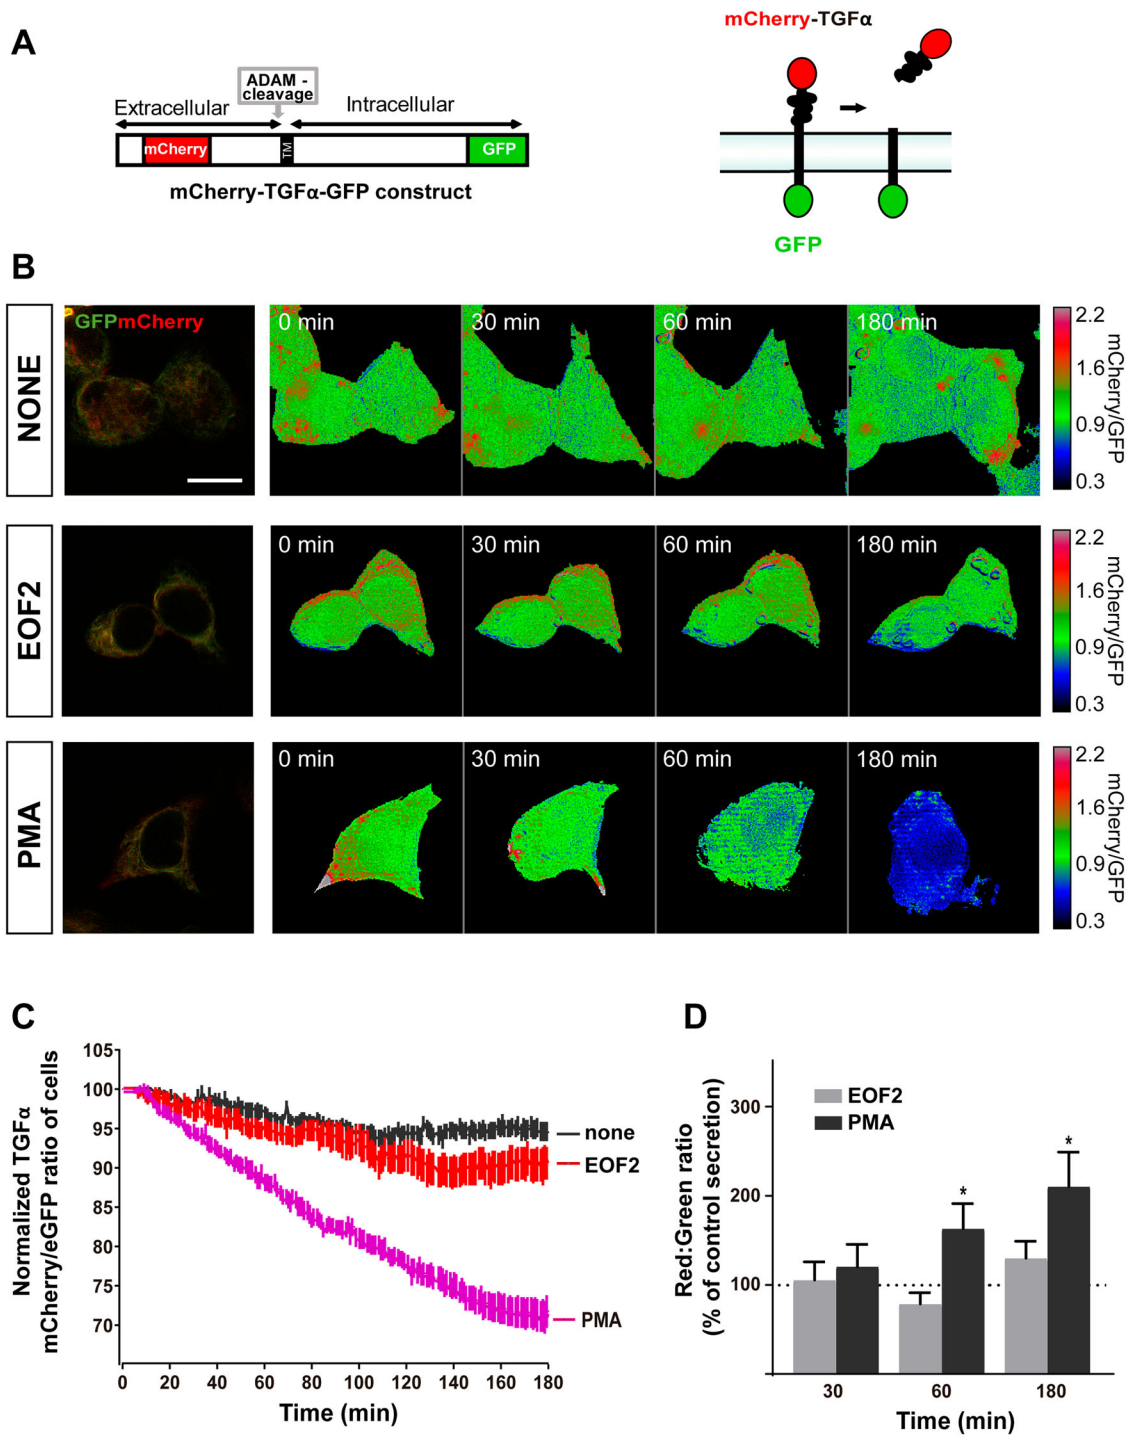 A
mCherry-TGFα
ADAM -
cleavage
Extracellular
Intracellular
mCherry
TM
GFP
mCherry-TGFα-GFP construct
GFP
B
NONE
GFPmCherry
0 min
30 min
60 min
180 min
2.2
1.6
0.9
0.3
mCherry/GFP
EOF2
0 min
30 min
60 min
180 min
2.2
1.6
0.9
0.3
mCherry/GFP
PMA
0 min
30 min
60 min
180 min
2.2
1.6
0.9
0.3
mCherry/GFP
C
Normalized TGFα
mCherry/eGFP ratio of cells
105
100
95
90
85
80
75
70
none
EOF2
PMA
0 20 40 60 80 100 120 140 160 180
Time (min)
D
Red:Green ratio
(% of control secretion)
300
200
100
EOF2
PMA
*
*
30 60 180
Time (min)